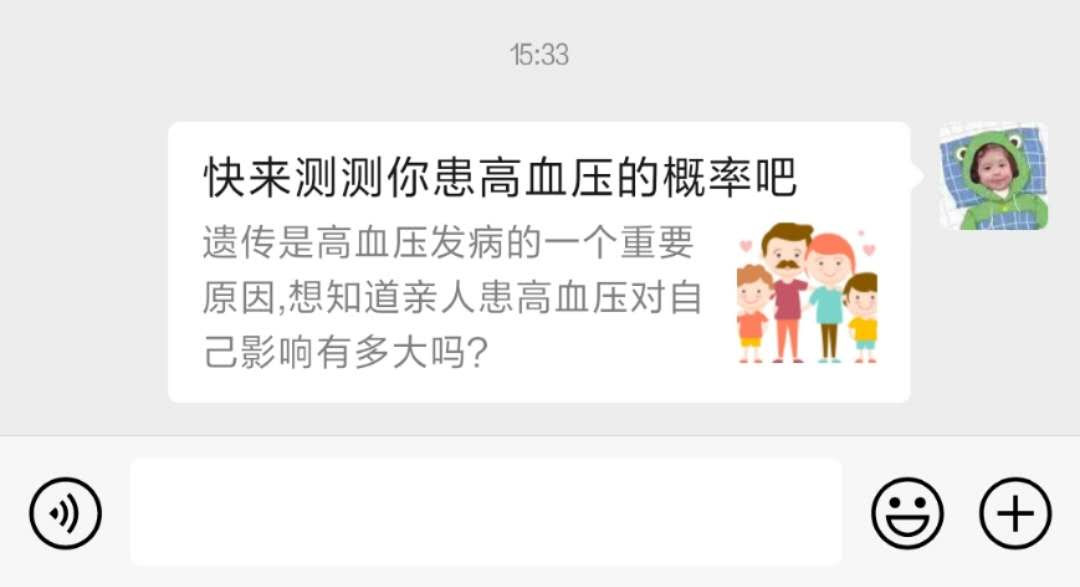 15:33
快来测测你患高血压的概率吧
遗传是高血压发病的一个重要
原因,想知道亲人患高血压对自
己影响有多大吗?